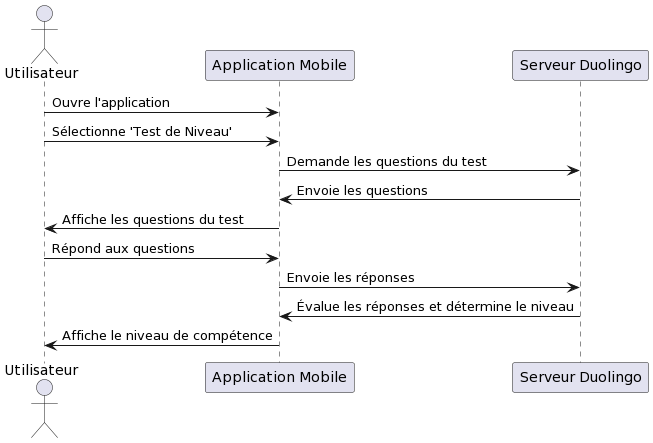 Utilisateur
Application Mobile
Serveur Duolingo
Ouvre l'application
Sélectionne 'Test de Niveau'
Demande les questions du test
Envoie les questions
Affiche les questions du test
Répond aux questions
Envoie les réponses
Évalue les réponses et détermine le niveau
Affiche le niveau de compétence
Utilisateur
Application Mobile
Serveur Duolingo